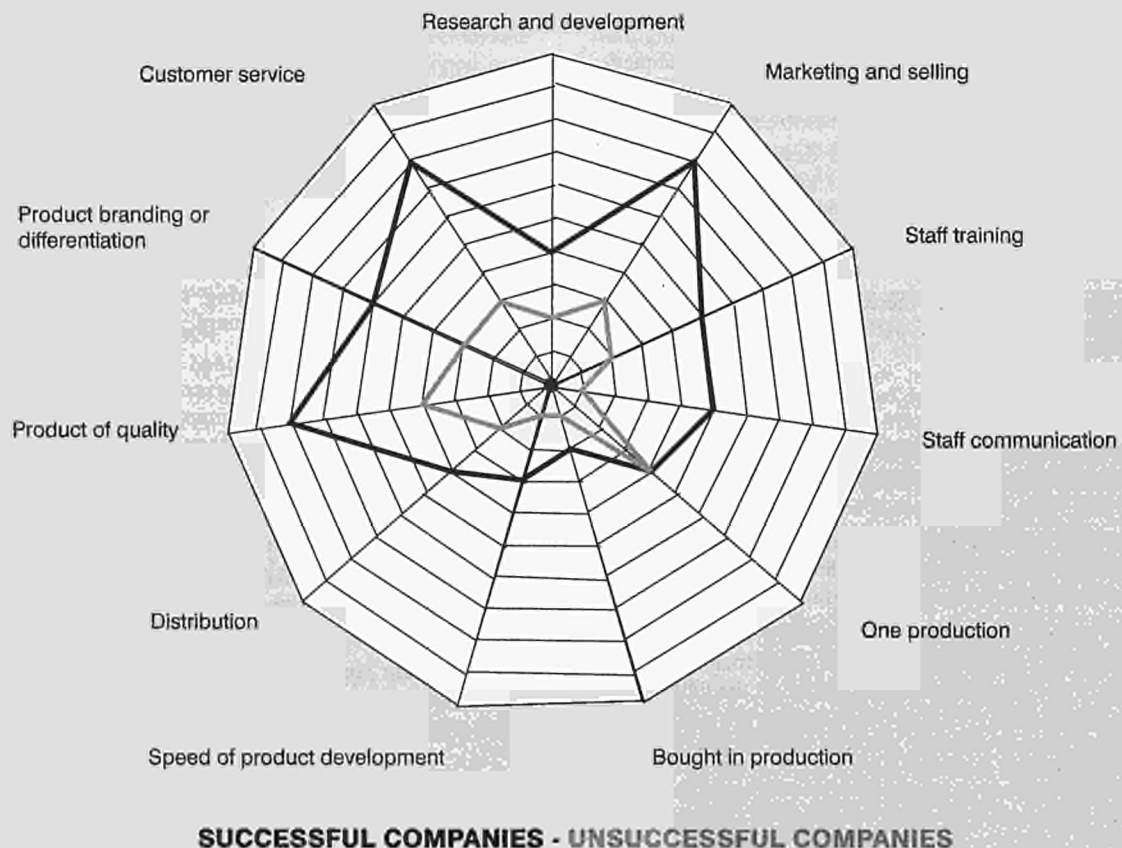 Research and development
Customer service
Marketing and selling
Product branding or
differentiation
Staff training
Product of quality
Staff communication
Distribution
One production
Speed of product development
Bought in production
SUCCESSFUL COMPANIES - UNSUCCESSFUL COMPANIES